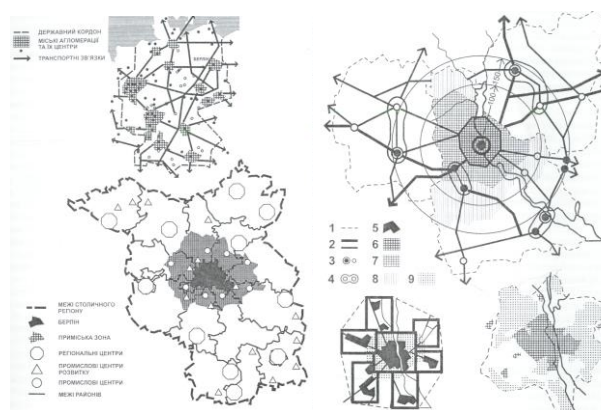 ДЕРЖАВНИЙ КОРДОН
МІСЬКІ АГЛОМЕРАЦІЇ
ТА ЇХ ЦЕНТРИ
ТРАНСПОРТНІ ЗВ'ЯЗКИ
БЕРЛІН
МЕЖІ СТОЛИЧНОГО
РЕГІОНУ
БЕРЛІН
ПРИМІСЬКА ЗОНА
РЕГІОНАЛЬНІ ЦЕНТРИ
ПРОМИСЛОВІ ЦЕНТРИ
РОЗВИТКУ
ПРОМИСЛОВІ ЦЕНТРИ
МЕЖІ РАЙОНІВ
1 5
2 6
3 7
4 8 9